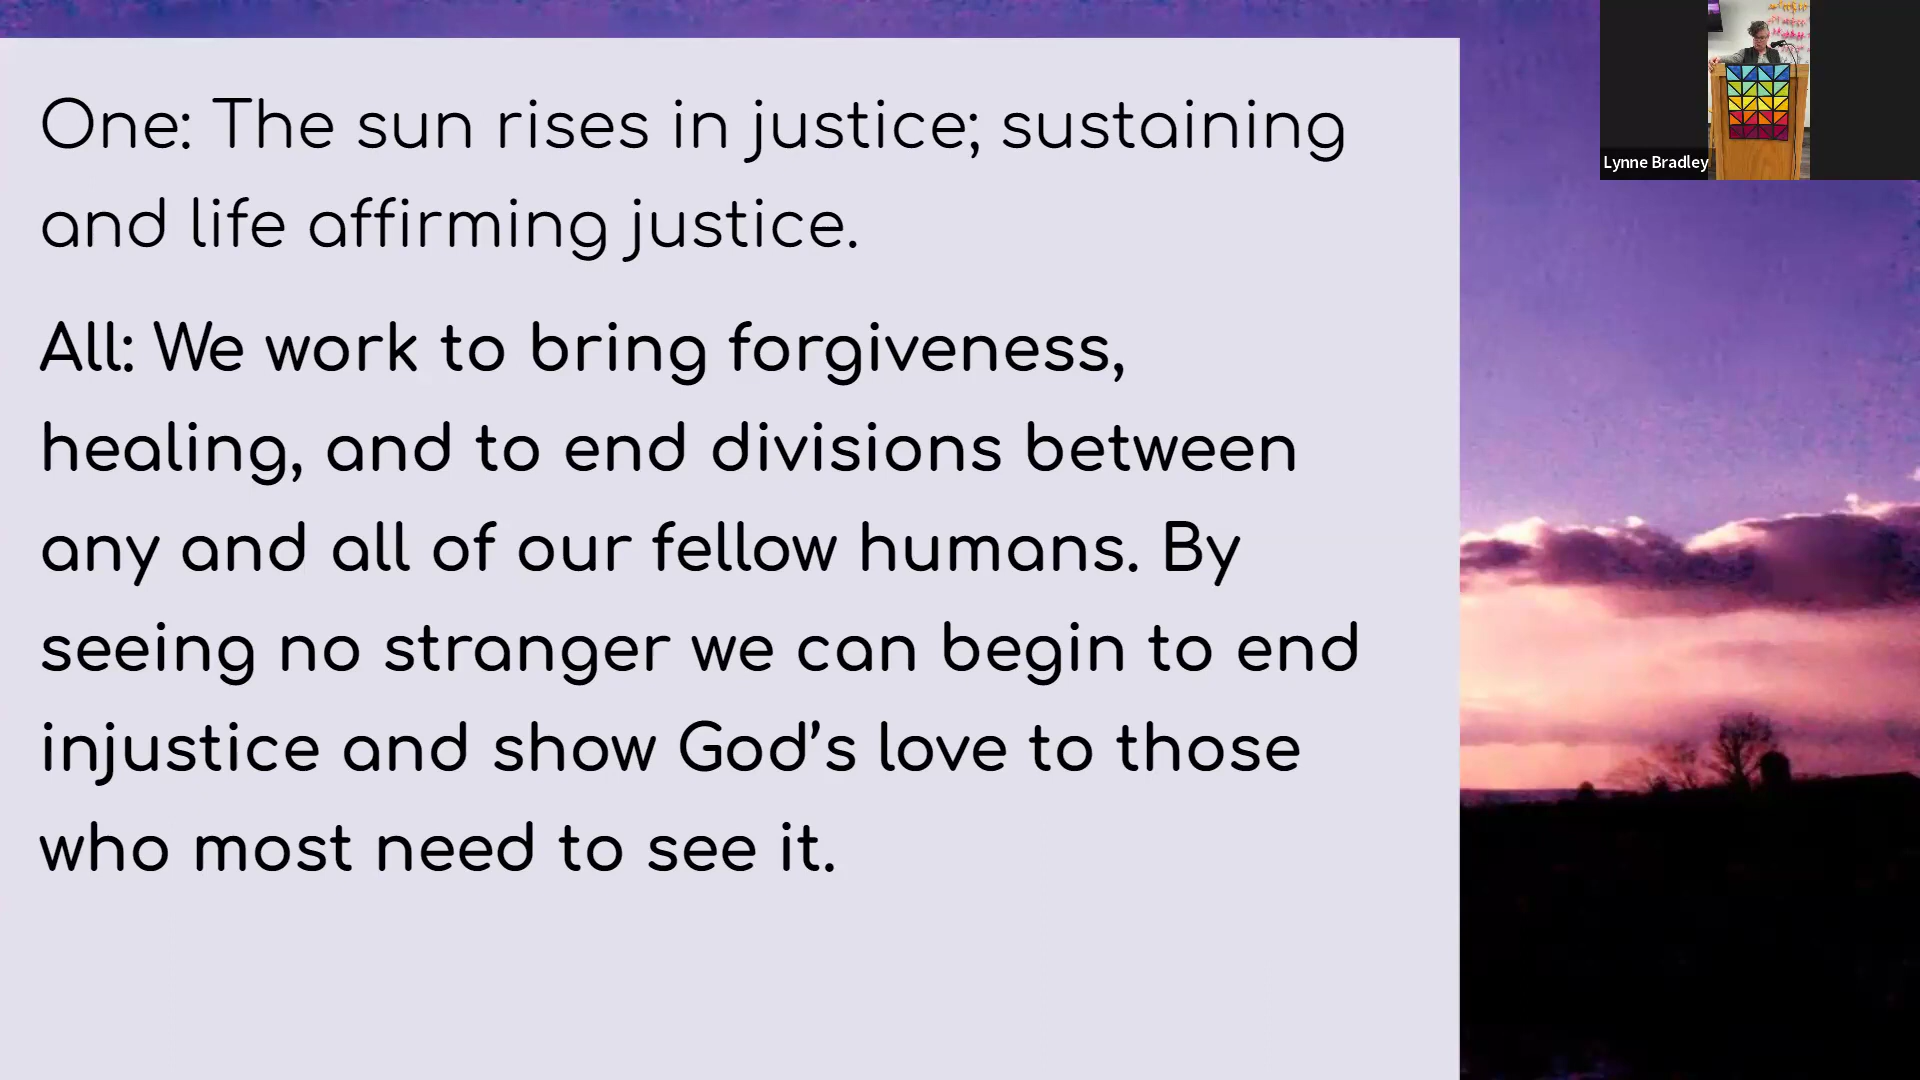 One: The sun rises in justice; sustaining
and life affirming justice.
All: We work to bring forgiveness,
healing, and to end divisions between
any and all of our fellow humans. By
seeing no stranger we can begin to end
injustice and show God’s love to those
who most need to see it.
Lynne Bradley